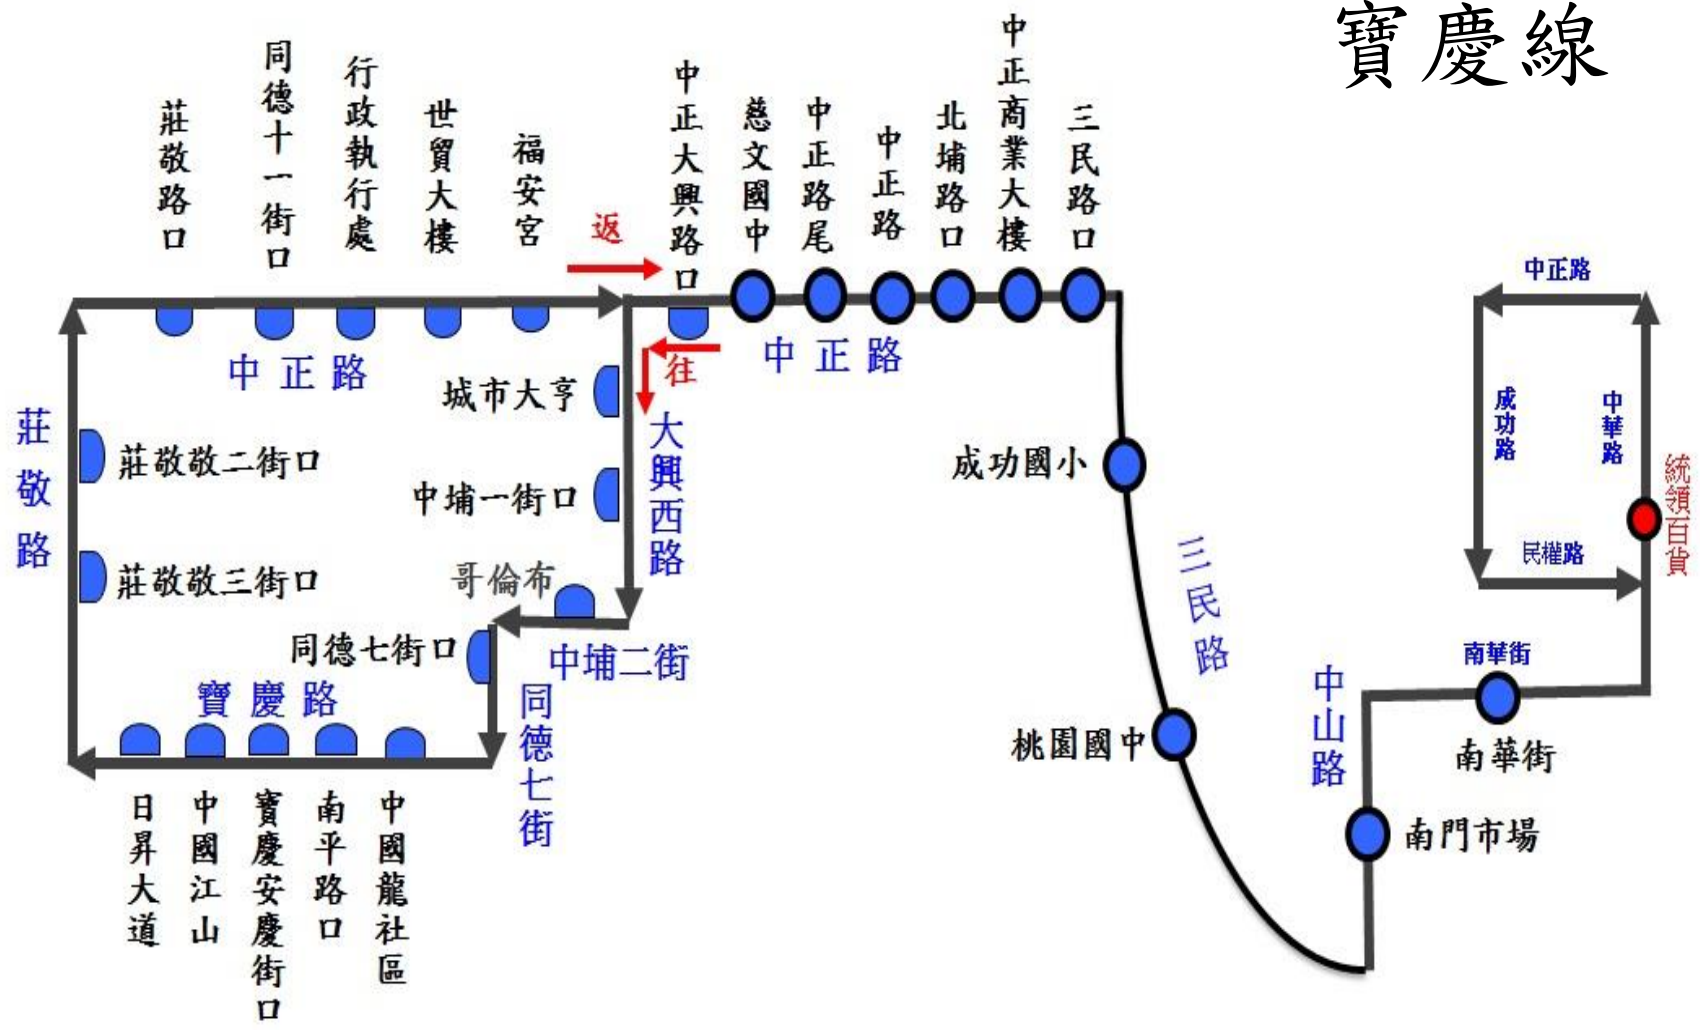 寶慶線
莊敬路口
同德十一街口
行政執行處
世貿大樓
福安宮
返
中正大興路口
慈文國中
中正路尾
中正路
北埔路口
中正商業大樓
三民路口
中正路
往
中正路
城市大亨
大興西路
中埔一街口
哥倫布
中埔二街
同德七街口
同德七街
莊敬路
莊敬敬二街口
莊敬敬三街口
寶慶路
日昇大道
中國江山
寶慶安慶街口
南平路口
中國龍社區
成功國小
三民路
桃園國中
中山路
南門市場
南華街
南華街
中正路
成功路
中華路
民權路
統領百貨